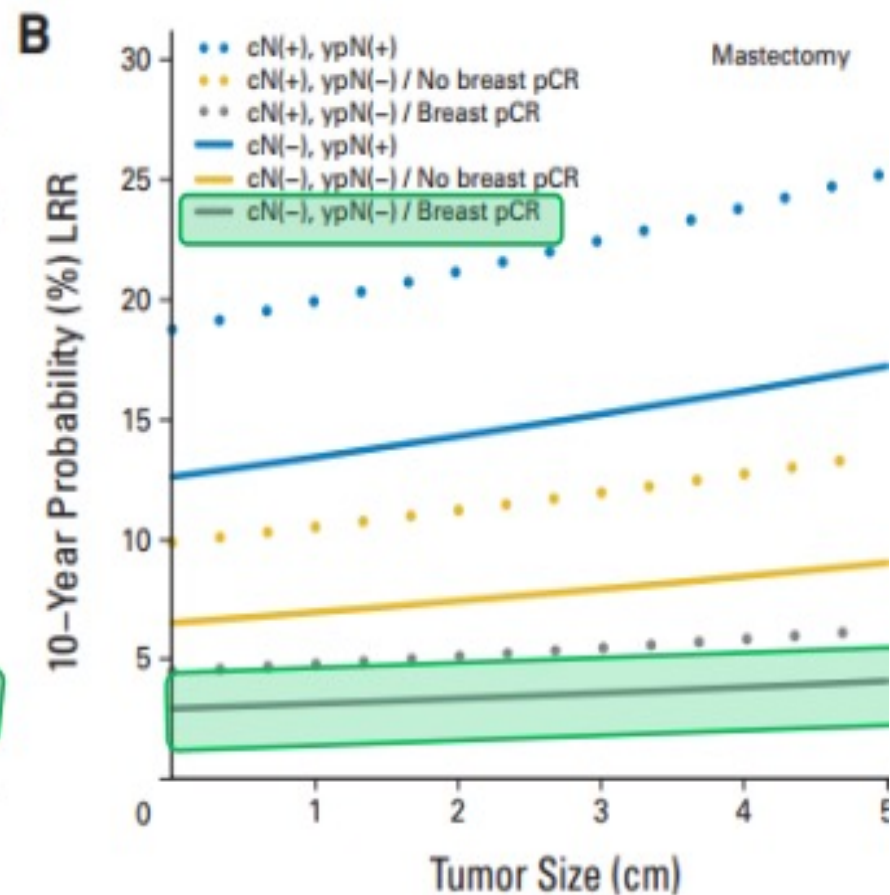 B
cN(+), ypN(+)
cN(+), ypN(−) / No breast pCR
cN(+), ypN(−) / Breast pCR
cN(−), ypN(+)
cN(−), ypN(−) / No breast pCR
cN(−), ypN(−) / Breast pCR
Mastectomy
10–Year Probability (%) LRR
30
25
20
15
10
5
0
1
2
3
4
5
Tumor Size (cm)